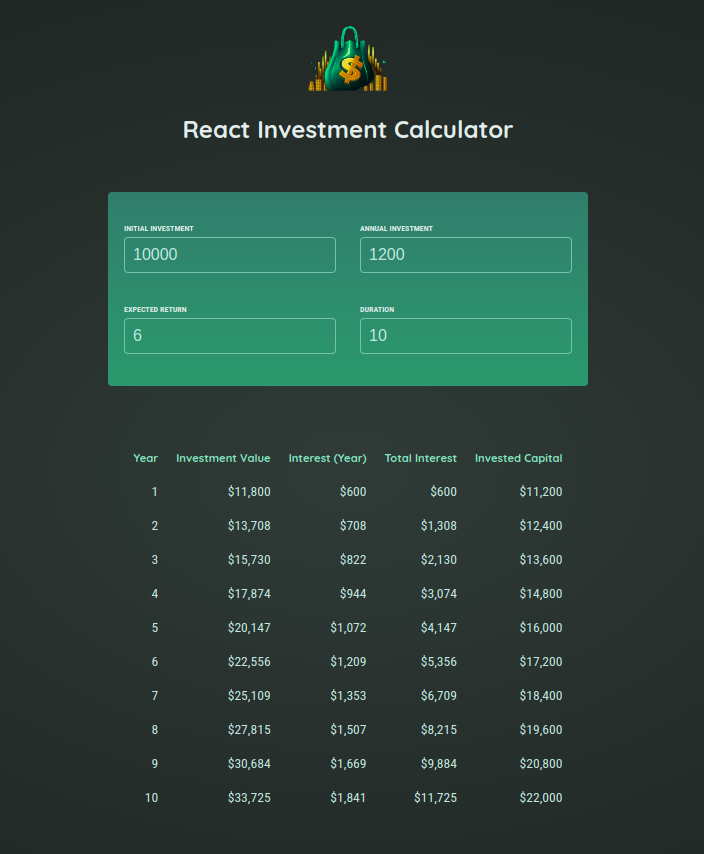 $
React Investment Calculator
INITIAL INVESTMENT ANNUAL INVESTMENT
10000 1200
EXPECTED RETURN DURATION
6 10
Year Investment Value Interest (Year) Total Interest Invested Capital
1 $11,800 $600 $600 $11,200
2 $13,708 $708 $1,308 $12,400
3 $15,730 $822 $2,130 $13,600
4 $17,874 $944 $3,074 $14,800
5 $20,147 $1,072 $4,147 $16,000
6 $22,556 $1,209 $5,356 $17,200
7 $25,109 $1,353 $6,709 $18,400
8 $27,815 $1,507 $8,215 $19,600
9 $30,684 $1,669 $9,884 $20,800
10 $33,725 $1,841 $11,725 $22,000